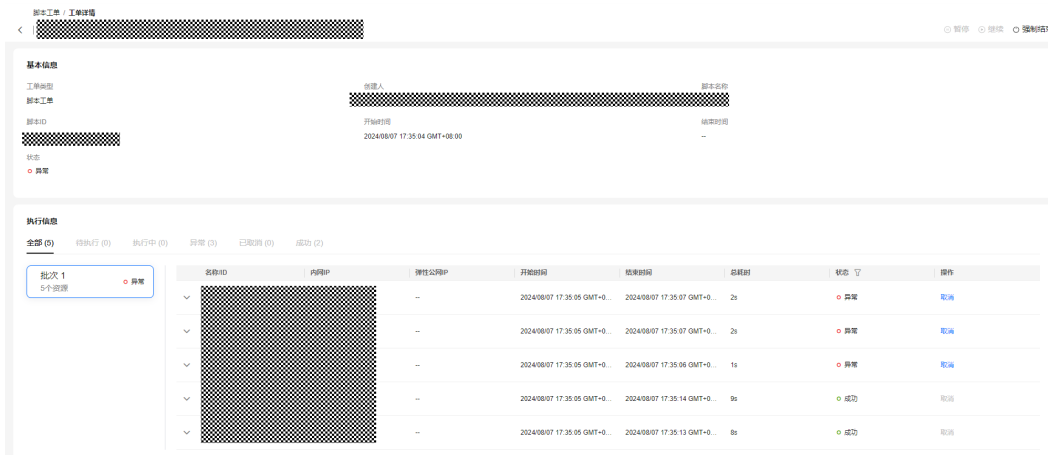 脚本工单 / 工单详情
暂停 继续 强制结束
基本信息
工单类型 创建人 脚本名称
脚本工单
脚本ID 开始时间 结束时间
2024/08/07 17:35:04 GMT+08:00 --
状态
异常
执行信息
全部 (5) 待执行 (0) 执行中 (0) 异常 (3) 已取消 (0) 成功 (2)
批次 1
5个资源
异常
名称/ID 内网IP 弹性公网IP 开始时间 结束时间 总耗时 状态 操作
-- 2024/08/07 17:35:05 GMT+0... 2024/08/07 17:35:07 GMT+0... 2s 异常 取消
-- 2024/08/07 17:35:05 GMT+0... 2024/08/07 17:35:07 GMT+0... 2s 异常 取消
-- 2024/08/07 17:35:05 GMT+0... 2024/08/07 17:35:06 GMT+0... 1s 异常 取消
-- 2024/08/07 17:35:05 GMT+0... 2024/08/07 17:35:14 GMT+0... 9s 成功 取消
-- 2024/08/07 17:35:05 GMT+0... 2024/08/07 17:35:13 GMT+0... 8s 成功 取消